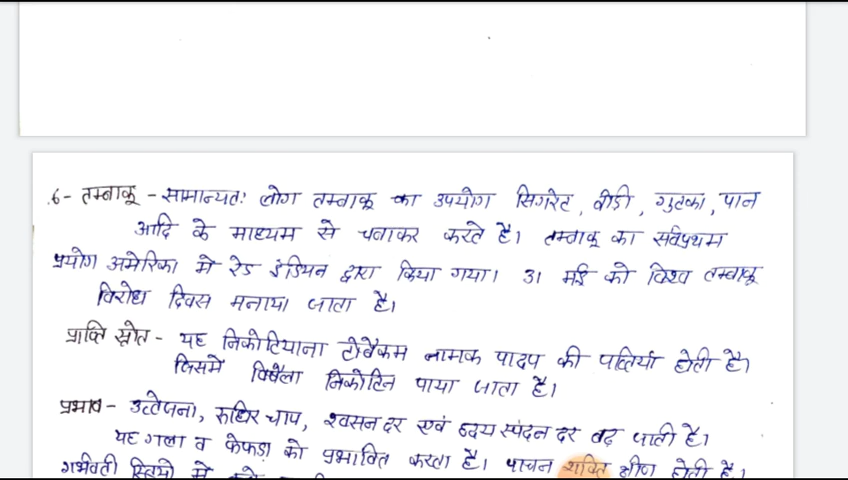 6- तम्बाकू - सामान्यतः लोग तम्बाकू का उपयोग सिगरेट, बीडी, गुटका, पान
आदि के माध्यम से चबाकर करते है। तम्बाकू का सर्वप्रथम
प्रयोग अमेरिका मे रेड इंडियन द्वारा किया गया। 31 मई को विश्व तम्बाकू
विरोध दिवस मनाया जाता है।
प्राप्ति स्रोत - यह निकोटियाना टोबैकम नामक पादप की पत्तियाँ होती है।
जिसमे विषैला निकोटिन पाया जाता है।
प्रभाव - उत्तेजना, रूधिर चाप, श्वसन दर एवं ह्रदय स्पंदन दर बढ़ जाती है।
यह गला व फेफड़ा को प्रभावित करता है। पाचन शक्ति क्षीण होती है।
गर्भवती स्त्रियो मे